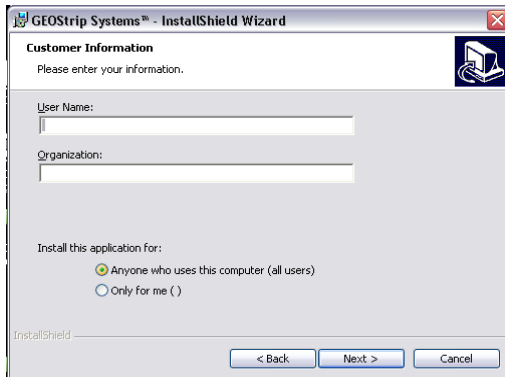 GEOStrip Systems™ - InstallShield Wizard
Customer Information
Please enter your information.
User Name:
Organization:
Install this application for:
Anyone who uses this computer (all users)
Only for me ( )
InstallShield
< Back Next > Cancel